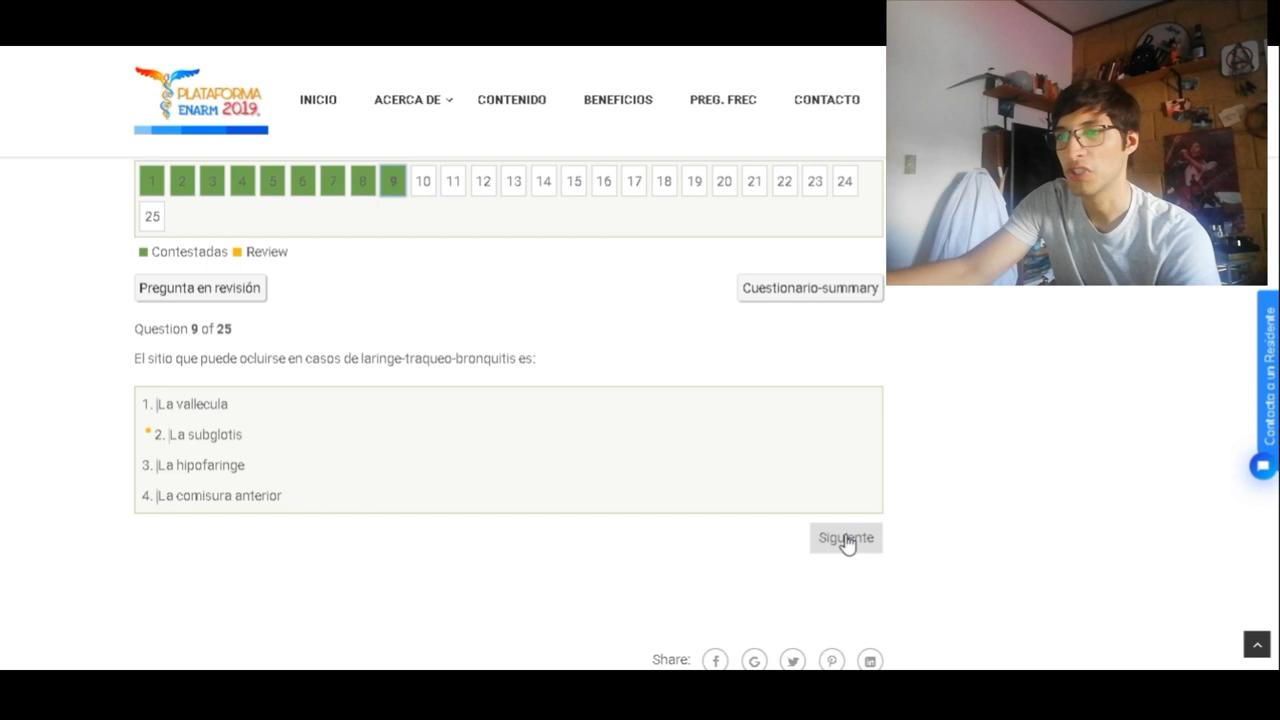 PLATAFORMA
ENARM 2019
INICIO
ACERCA DE
CONTENIDO
BENEFICIOS
PREG. FREC
CONTACTO
1 2 3 4 5 6 7 8 9 10 11 12 13 14 15 16 17 18 19 20 21 22 23 24
25
Contestadas Review
Pregunta en revisión
Cuestionario-summary
Question 9 of 25
El sitio que puede ocluirse en casos de laringe-traqueo-bronquitis es:
1. La vallecula
2. La subglotis
3. La hipofaringe
4. La comisura anterior
Siguiente
Contacto a un Residente
Share: